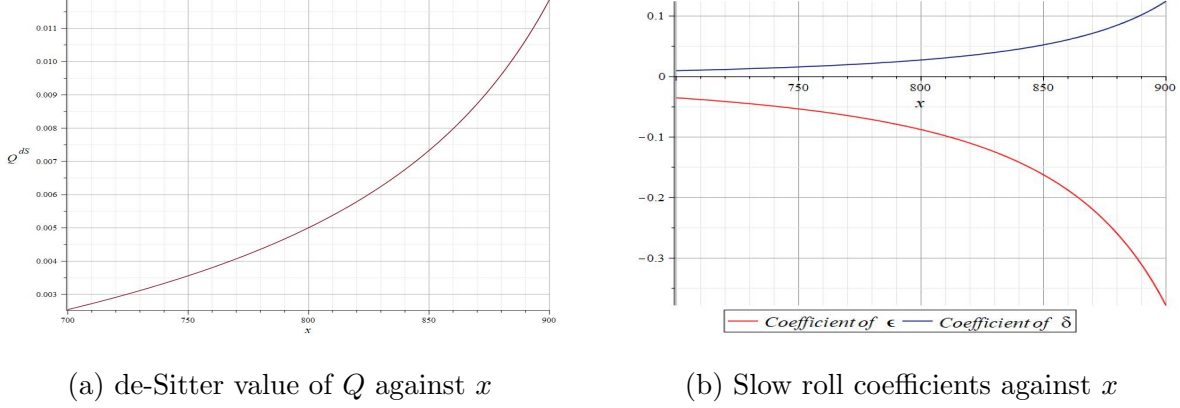 0.011
0.010
0.009
0.008
Q^{dS}
0.007
0.006
0.005
0.004
0.003
700 750 800 850 900
x
0.1
0
750 800 850 900
x
−0.1
−0.2
−0.3
Coefficient of ϵ Coefficient of δ
(a) de-Sitter value of Q against x
(b) Slow roll coefficients against x